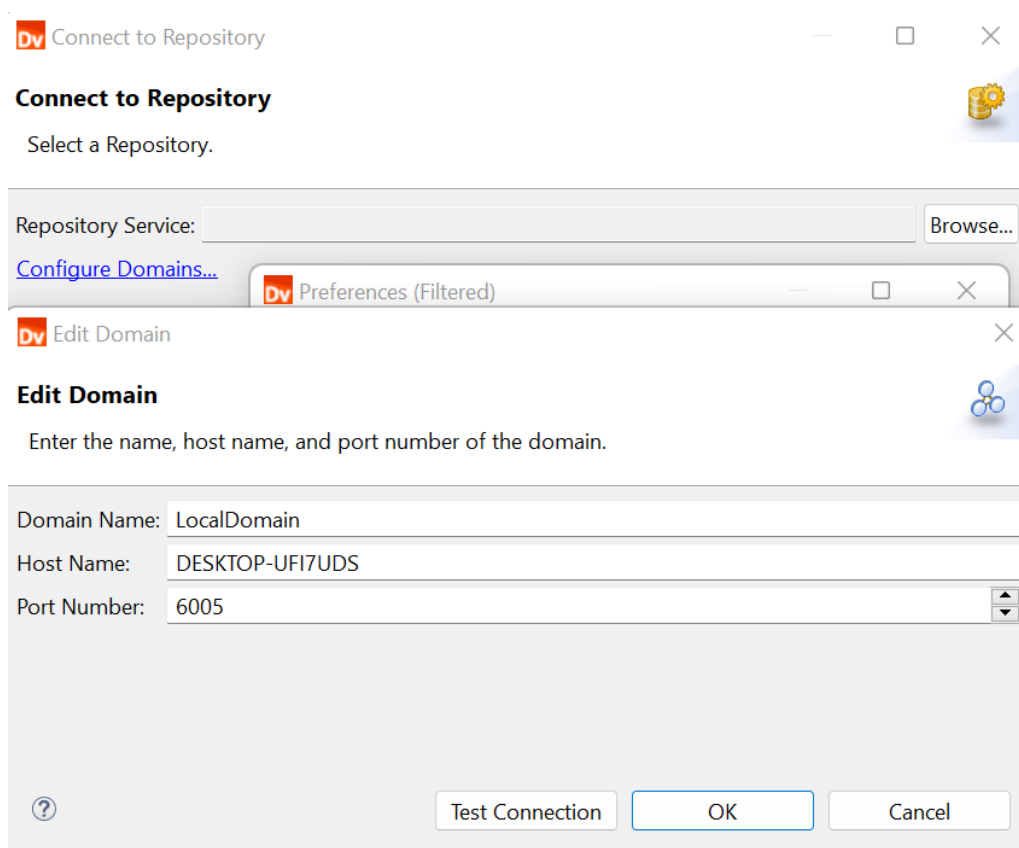 Dv Connect to Repository
Connect to Repository
Select a Repository.
Repository Service: Browse...
Configure Domains...
Dv Preferences (Filtered)
Dv Edit Domain
Edit Domain
Enter the name, host name, and port number of the domain.
Domain Name: LocalDomain
Host Name: DESKTOP-UFI7UDS
Port Number: 6005
? Test Connection OK Cancel